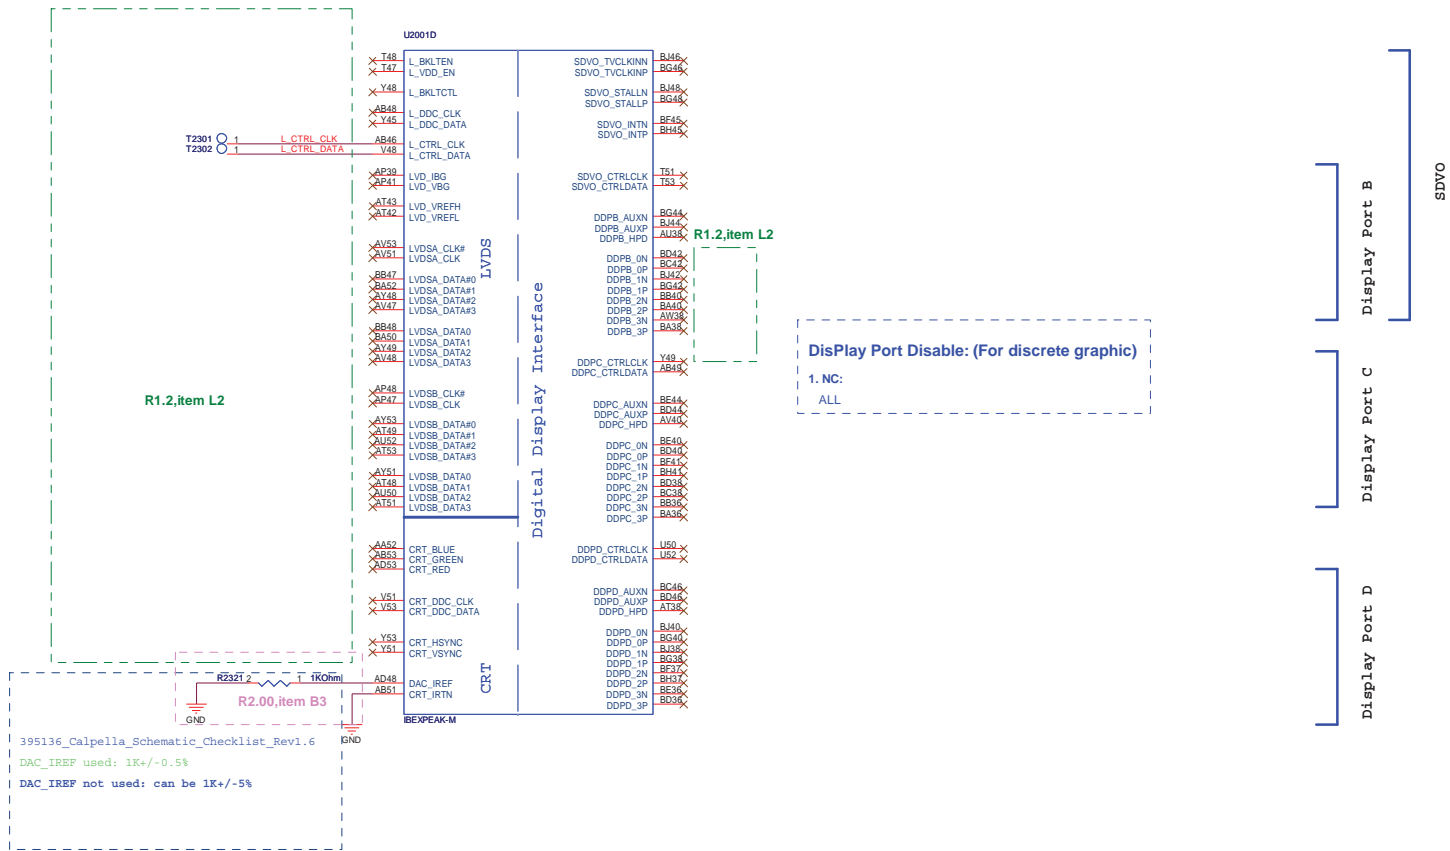 U2001D
T48 L_BKLTEN
T47 L_VDD_EN
Y48 L_BKLTCTL
AB48 L_DDC_CLK
Y45 L_DDC_DATA
T2301 1 L_CTRL_CLK AB46 L_CTRL_CLK
T2302 1 L_CTRL_DATA V48 L_CTRL_DATA
AP39 LVD_IBG
AP41 LVD_VBG
AT43 LVD_VREFH
AT42 LVD_VREFL
AV53 LVDSA_CLK#
AV51 LVDSA_CLK
BB47 LVDSA_DATA#0
BA52 LVDSA_DATA#1
AY48 LVDSA_DATA#2
AV47 LVDSA_DATA#3
BB48 LVDSA_DATA0
BA50 LVDSA_DATA1
AY49 LVDSA_DATA2
AV48 LVDSA_DATA3
AP48 LVDSB_CLK#
AP47 LVDSB_CLK
AY53 LVDSB_DATA#0
AT49 LVDSB_DATA#1
AU52 LVDSB_DATA#2
AT53 LVDSB_DATA#3
AY51 LVDSB_DATA0
AT48 LVDSB_DATA1
AU50 LVDSB_DATA2
AT51 LVDSB_DATA3
AA52 CRT_BLUE
AB53 CRT_GREEN
AD53 CRT_RED
V51 CRT_DDC_CLK
V53 CRT_DDC_DATA
Y53 CRT_HSYNC
Y51 CRT_VSYNC
R2321 2 1 1KOhm AD48 DAC_IREF
AB51 CRT_IRTN
IBEXPEAK-M
LVDS
Digital Display Interface
CRT
SDVO_TVCLKINN BJ46
SDVO_TVCLKINP BG46
SDVO_STALLN BJ48
SDVO_STALLP BG48
SDVO_INTN BF45
SDVO_INTP BH45
SDVO_CTRLCLK T51
SDVO_CTRLDATA T53
DDPB_AUXN BG44
DDPB_AUXP BJ44
DDPB_HPD AU38
DDPB_0N BD42
DDPB_0P BC42
DDPB_1N BJ42
DDPB_1P BG42
DDPB_2N BB40
DDPB_2P BA40
DDPB_3N AW38
DDPB_3P BA38
DDPC_CTRLCLK Y49
DDPC_CTRLDATA AB49
DDPC_AUXN BE44
DDPC_AUXP BD44
DDPC_HPD AV40
DDPC_0N BE40
DDPC_0P BD40
DDPC_1N BF41
DDPC_1P BH41
DDPC_2N BD38
DDPC_2P BC38
DDPC_3N BB36
DDPC_3P BA36
DDPD_CTRLCLK U50
DDPD_CTRLDATA U52
DDPD_AUXN BC46
DDPD_AUXP BD46
DDPD_HPD AT38
DDPD_0N BJ40
DDPD_0P BG40
DDPD_1N BJ38
DDPD_1P BG38
DDPD_2N BF37
DDPD_2P BH37
DDPD_3N BE36
DDPD_3P BD36
R1.2,item L2
R1.2,item L2
R2.00,item B3
GND
GND
395136_Calpella_Schematic_Checklist_Rev1.6
DAC_IREF used: 1K+/-0.5%
DAC_IREF not used: can be 1K+/-5%
DisPlay Port Disable: (For discrete graphic)
1. NC:
ALL
Display Port B
SDVO
Display Port C
Display Port D